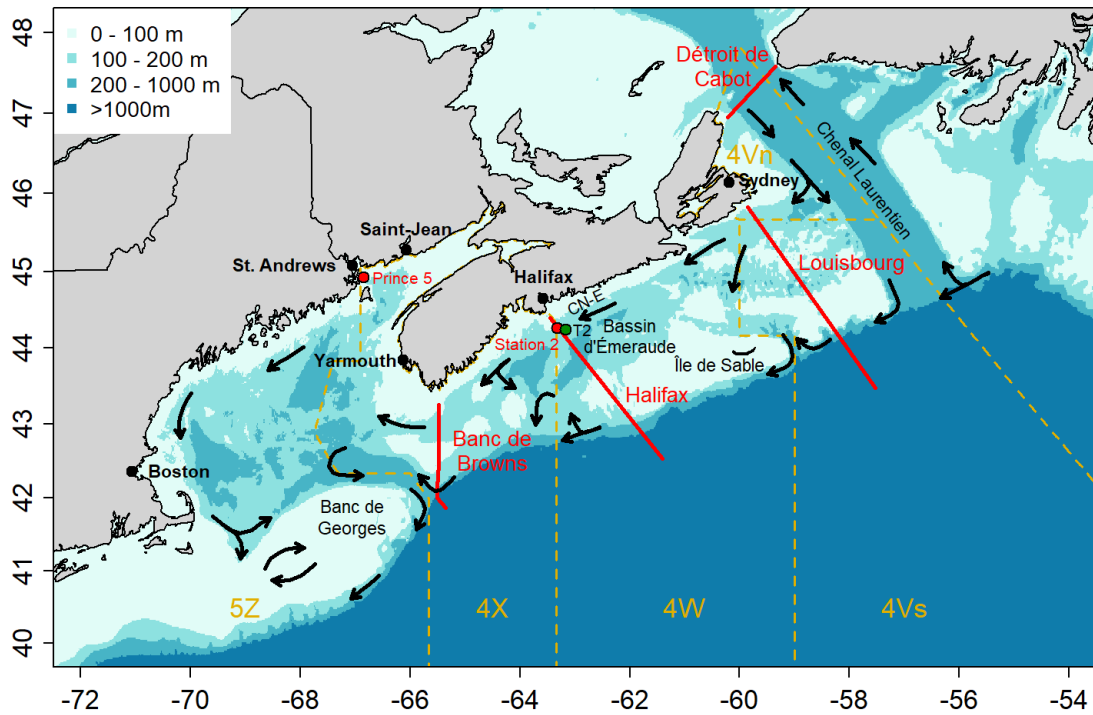 0 - 100 m
100 - 200 m
200 - 1000 m
>1000m
Détroit de
Cabot
Chenal Laurentien
4Vn
Sydney
Saint-Jean
St. Andrews
Prince 5
Halifax
CN-E
Louisbourg
T2
Bassin
d'Émeraude
Station 2
Yarmouth
Île de Sable
Halifax
Banc de
Browns
Boston
Banc de
Georges
5Z
4X
4W
4Vs
48
47
46
45
44
43
42
41
40
-72
-70
-68
-66
-64
-62
-60
-58
-56
-54